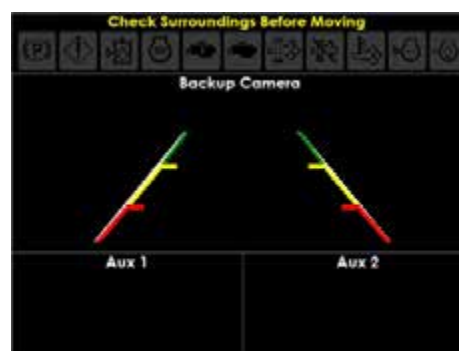 Check Surroundings Before Moving
(P)
Backup Camera
Aux 1
Aux 2